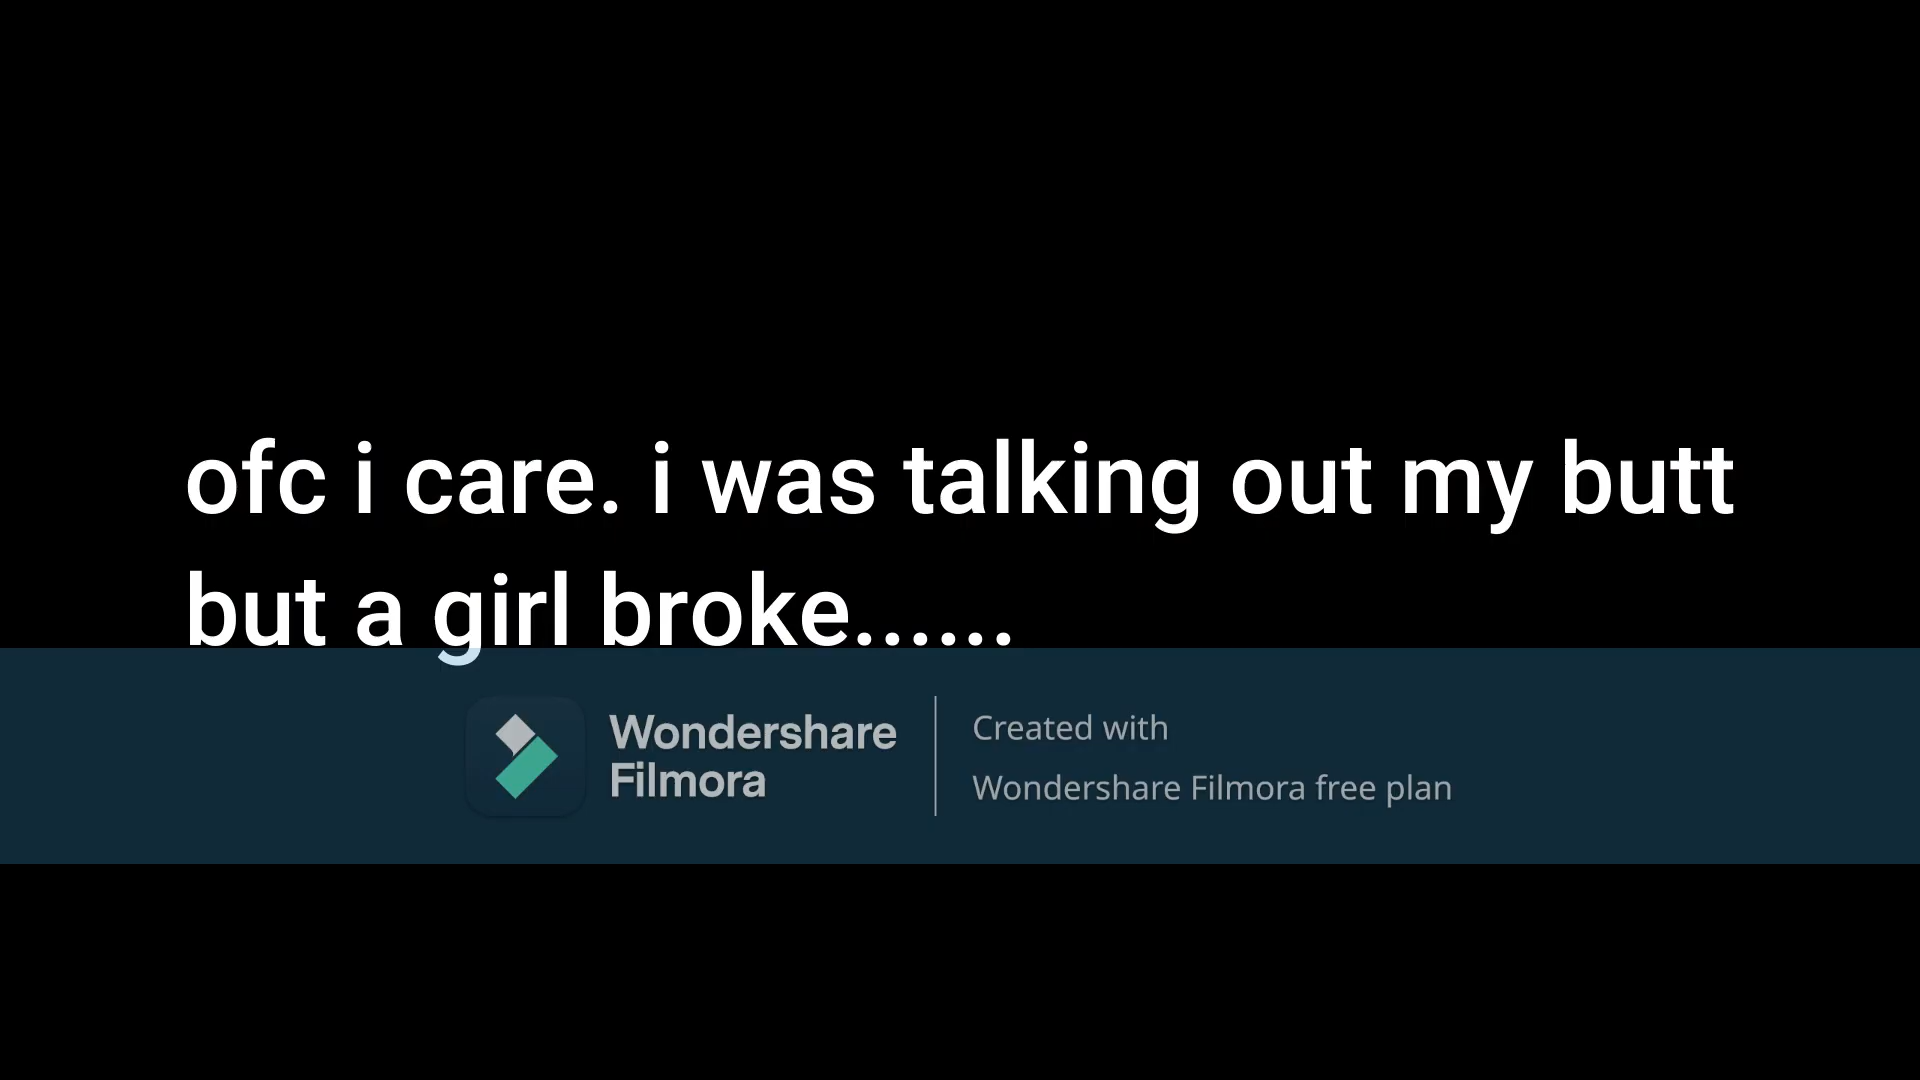 ofc i care. i was talking out my butt
but a girl broke......
Wondershare
Filmora
Created with
Wondershare Filmora free plan